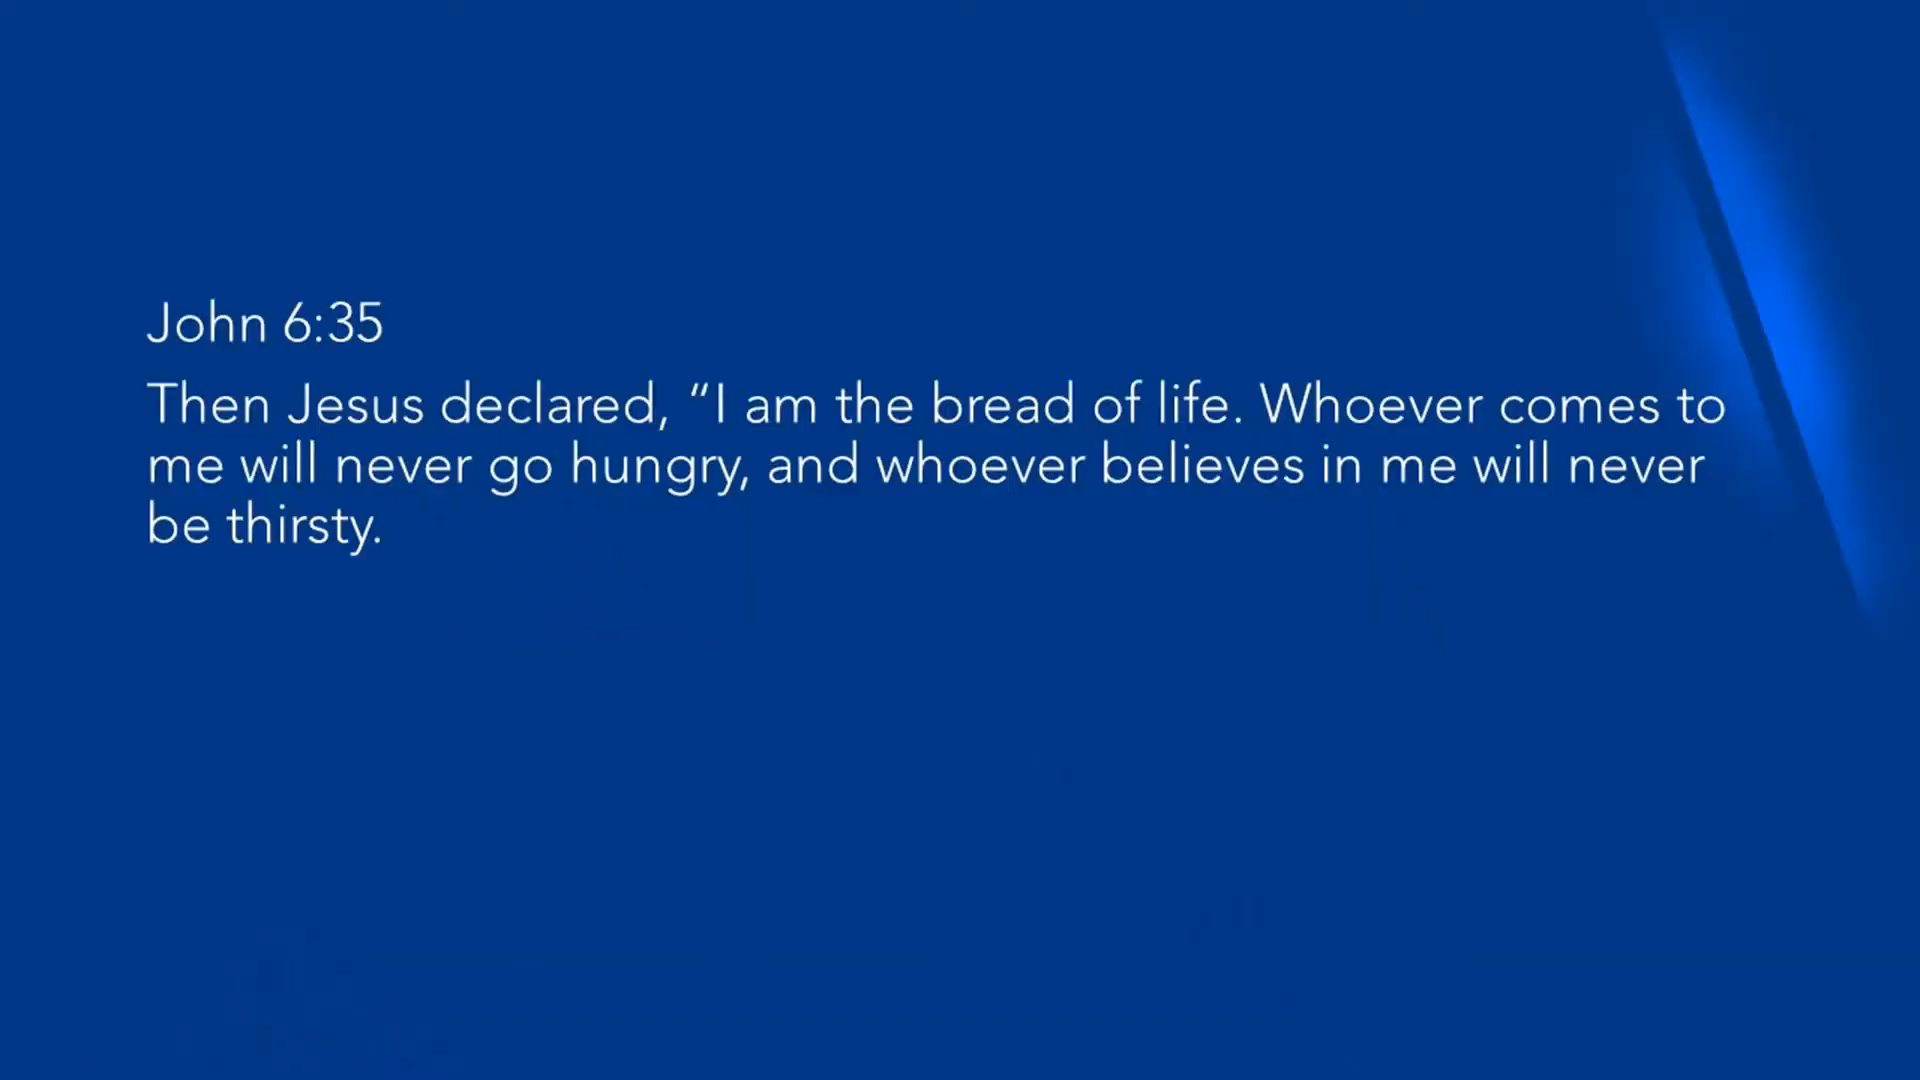 John 6:35
Then Jesus declared, “I am the bread of life. Whoever comes to
me will never go hungry, and whoever believes in me will never
be thirsty.